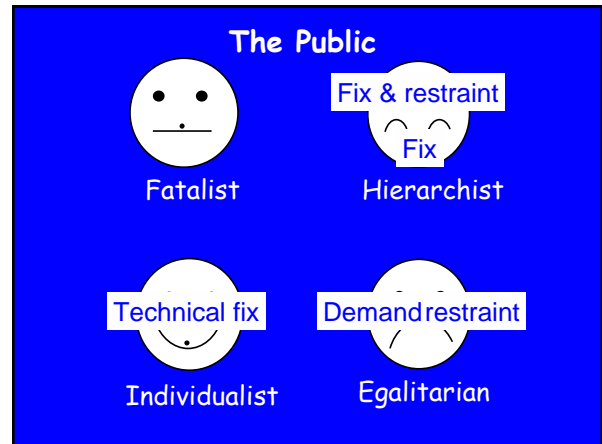 The Public
Fix & restraint
Fix
Fatalist
Hierarchist
Technical fix
Demand restraint
Individualist
Egalitarian